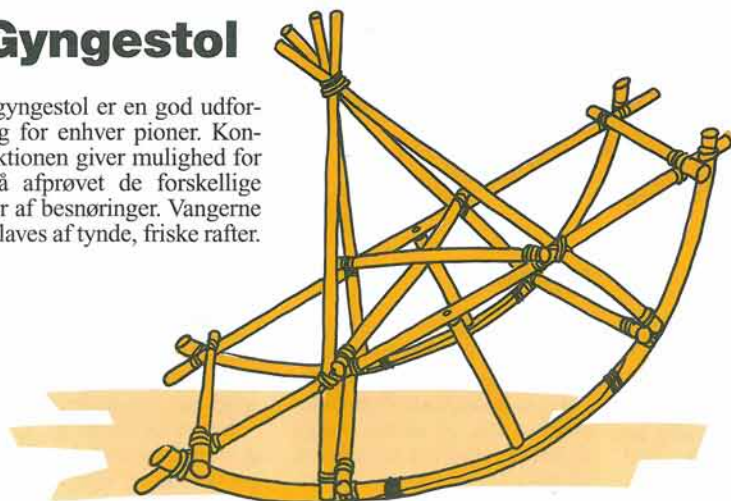 Gyngestol
gyngestol er en god udfor-
g for enhver pioner. Kon-
ktionen giver mulighed for
å afprøvet de forskellige
r af besnøringer. Vangerne
laves af tynde, friske rafter.